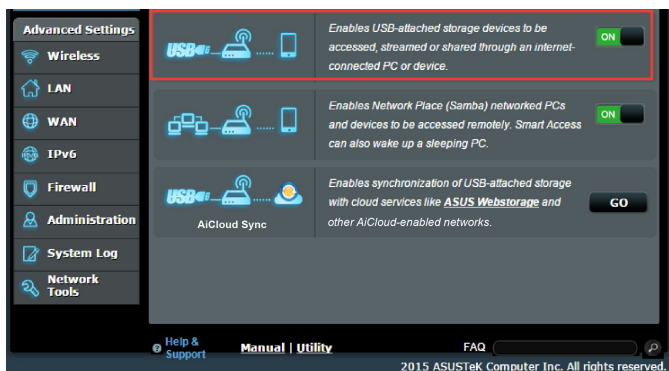 Advanced Settings
Wireless
LAN
WAN
IPv6
Firewall
Administration
System Log
Network
Tools
USB
Enables USB-attached storage devices to be
accessed, streamed or shared through an internet-
connected PC or device.
ON
Enables Network Place (Samba) networked PCs
and devices to be accessed remotely. Smart Access
can also wake up a sleeping PC.
ON
USB
AiCloud Sync
Enables synchronization of USB-attached storage
with cloud services like ASUS Webstorage and
other AiCloud-enabled networks.
GO
Help &
Support
Manual | Utility
FAQ
2015 ASUSTeK Computer Inc. All rights reserved.